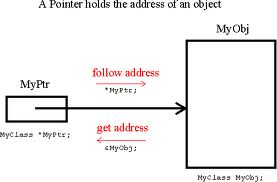 A Pointer holds the address of an object
MyObj
follow address
MyPtr
*MyPtr;
get address
MyClass *MyPtr;
&MyObj;
MyClass MyObj;